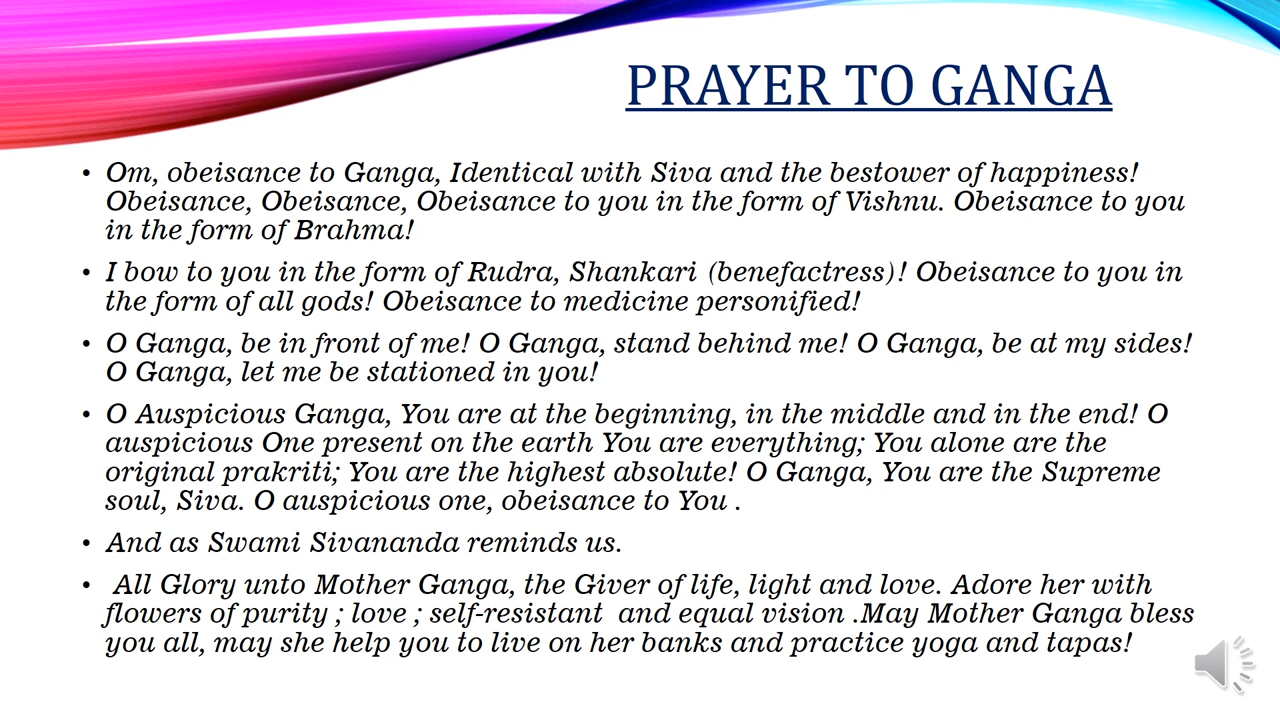 PRAYER TO GANGA
• Om, obeisance to Ganga, Identical with Siva and the bestower of happiness!
Obeisance, Obeisance, Obeisance to you in the form of Vishnu. Obeisance to you
in the form of Brahma!
• I bow to you in the form of Rudra, Shankari (benefactress)! Obeisance to you in
the form of all gods! Obeisance to medicine personified!
• O Ganga, be in front of me! O Ganga, stand behind me! O Ganga, be at my sides!
O Ganga, let me be stationed in you!
• O Auspicious Ganga, You are at the beginning, in the middle and in the end! O
auspicious One present on the earth You are everything; You alone are the
original prakriti; You are the highest absolute! O Ganga, You are the Supreme
soul, Siva. O auspicious one, obeisance to You .
• And as Swami Sivananda reminds us.
• All Glory unto Mother Ganga, the Giver of life, light and love. Adore her with
flowers of purity ; love ; self-resistant and equal vision .May Mother Ganga bless
you all, may she help you to live on her banks and practice yoga and tapas!